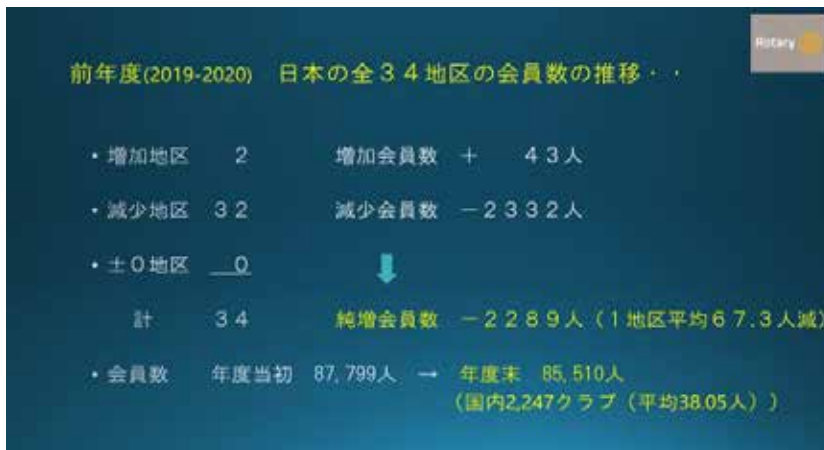 Rotary
前年度(2019-2020) 日本の全３４地区の会員数の推移・・
・増加地区 ２ 増加会員数 ＋ ４３人
・減少地区 ３２ 減少会員数 －２３３２人
・±０地区 ０
計 ３４ 純増会員数 －２２８９人（１地区平均６７.３人減）
・会員数 年度当初 87,799人 → 年度末 85,510人
（国内2,247クラブ（平均38.05人））